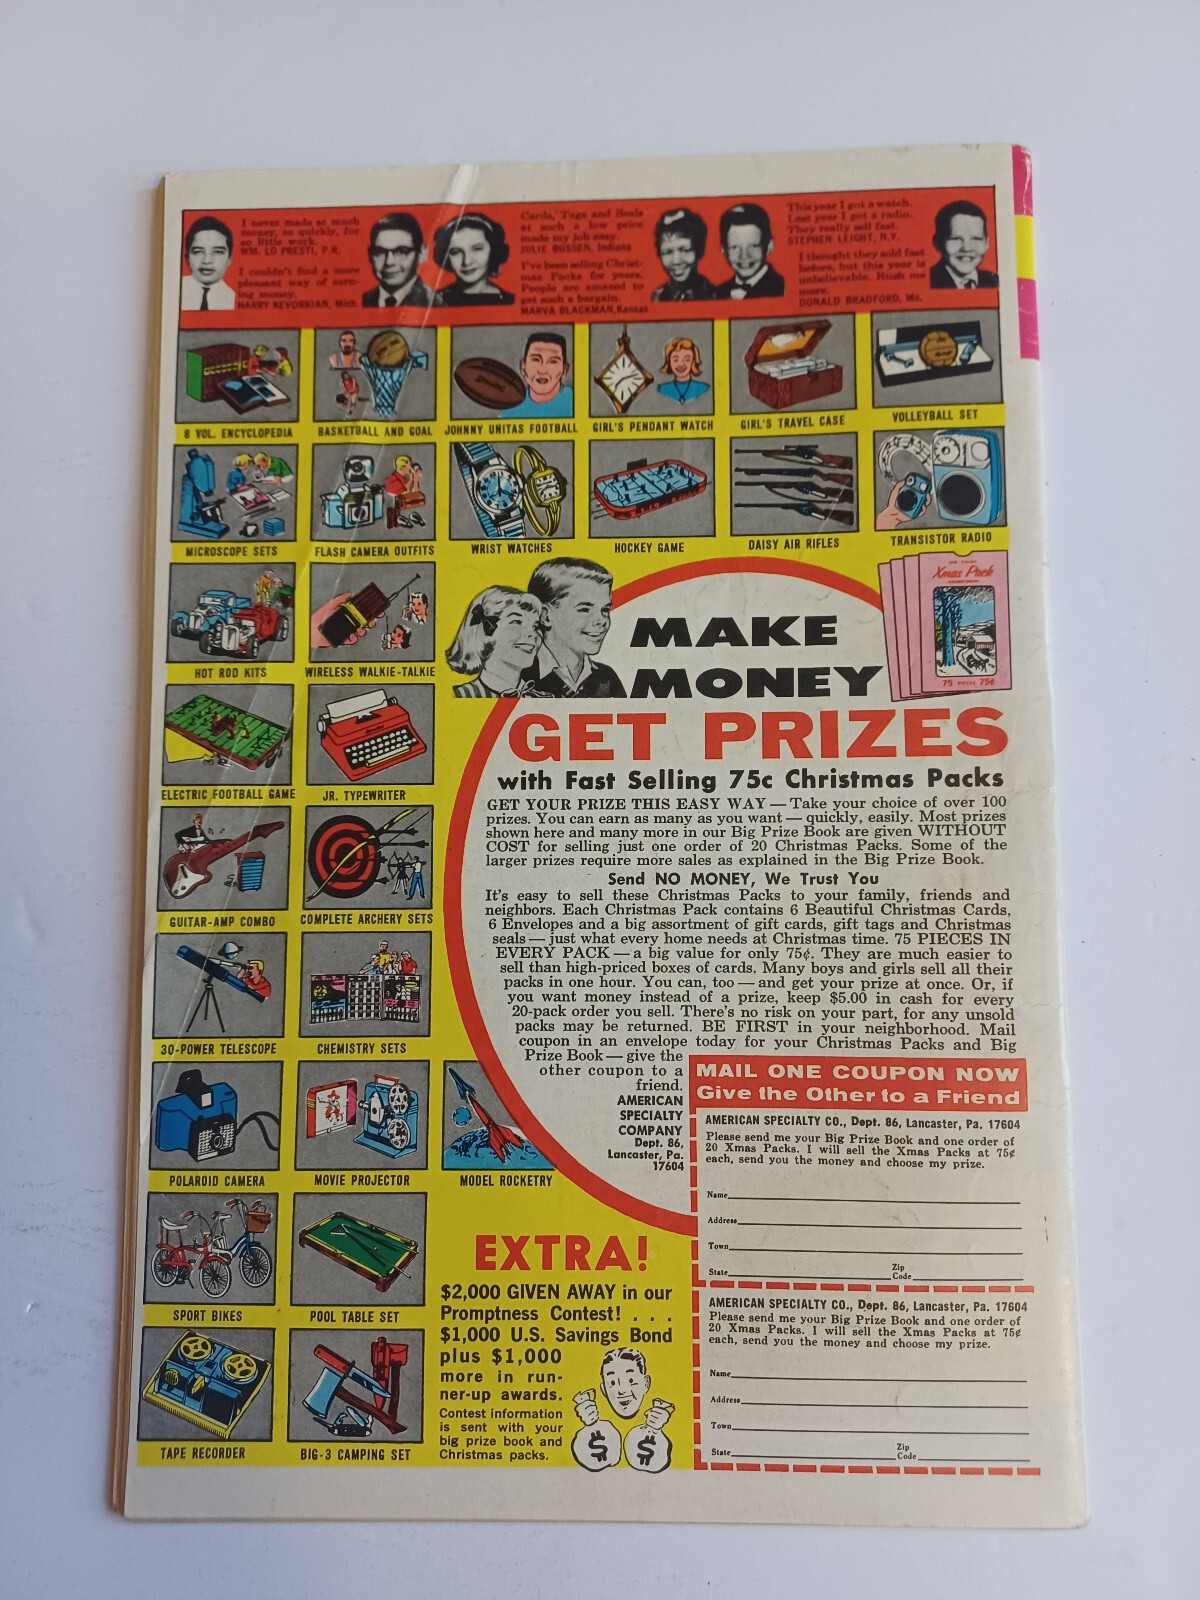 I never made so much
money, so quickly, for
so little work.
WM. LO PRESTI, P.R.
I couldn't find a more
pleasant way of earn-
ing money.
HARRY KEVORKIAN, Mich.
Cards, Tags and Seals
at such a low price
made my job easy.
JULIE BUSSEN, Indiana
I've been selling Christ-
mas Packs for years.
People are amazed to
get such a bargain.
MARVA BLACKMAN, Kansas
This year I got a watch.
Last year I got a radio.
They really sell fast.
STEPHEN LEIGHT, N.Y.
I thought they sold fast
before, but this year is
unbelievable. Rush me
more.
DONALD BRADFORD, Mo.
8 VOL. ENCYCLOPEDIA
BASKETBALL AND GOAL
JOHNNY UNITAS FOOTBALL
GIRL'S PENDANT WATCH
GIRL'S TRAVEL CASE
VOLLEYBALL SET
MICROSCOPE SETS
FLASH CAMERA OUTFITS
WRIST WATCHES
HOCKEY GAME
DAISY AIR RIFLES
TRANSISTOR RADIO
HOT ROD KITS
WIRELESS WALKIE-TALKIE
Xmas Pack
75 PIECES 75¢
ELECTRIC FOOTBALL GAME
JR. TYPEWRITER
GUITAR-AMP COMBO
COMPLETE ARCHERY SETS
30-POWER TELESCOPE
CHEMISTRY SETS
POLAROID CAMERA
MOVIE PROJECTOR
MODEL ROCKETRY
SPORT BIKES
POOL TABLE SET
TAPE RECORDER
BIG-3 CAMPING SET
MAKE
MONEY
GET PRIZES
with Fast Selling 75c Christmas Packs
GET YOUR PRIZE THIS EASY WAY — Take your choice of over 100
prizes. You can earn as many as you want — quickly, easily. Most prizes
shown here and many more in our Big Prize Book are given WITHOUT
COST for selling just one order of 20 Christmas Packs. Some of the
larger prizes require more sales as explained in the Big Prize Book.
Send NO MONEY, We Trust You
It's easy to sell these Christmas Packs to your family, friends and
neighbors. Each Christmas Pack contains 6 Beautiful Christmas Cards,
6 Envelopes and a big assortment of gift cards, gift tags and Christmas
seals — just what every home needs at Christmas time. 75 PIECES IN
EVERY PACK — a big value for only 75¢. They are much easier to
sell than high-priced boxes of cards. Many boys and girls sell all their
packs in one hour. You can, too — and get your prize at once. Or, if
you want money instead of a prize, keep $5.00 in cash for every
20-pack order you sell. There's no risk on your part, for any unsold
packs may be returned. BE FIRST in your neighborhood. Mail
coupon in an envelope today for your Christmas Packs and Big
Prize Book — give the
other coupon to a
friend.
AMERICAN
SPECIALTY
COMPANY
Dept. 86,
Lancaster, Pa.
17604
EXTRA!
$2,000 GIVEN AWAY in our
Promptness Contest! . . .
$1,000 U.S. Savings Bond
plus $1,000
more in run-
ner-up awards.
Contest information
is sent with your
big prize book and
Christmas packs.
$ $
MAIL ONE COUPON NOW
Give the Other to a Friend
AMERICAN SPECIALTY CO., Dept. 86, Lancaster, Pa. 17604
Please send me your Big Prize Book and one order of
20 Xmas Packs. I will sell the Xmas Packs at 75¢
each, send you the money and choose my prize.
Name
Address
Town
State Zip Code
AMERICAN SPECIALTY CO., Dept. 86, Lancaster, Pa. 17604
Please send me your Big Prize Book and one order of
20 Xmas Packs. I will sell the Xmas Packs at 75¢
each, send you the money and choose my prize.
Name
Address
Town
State Zip Code